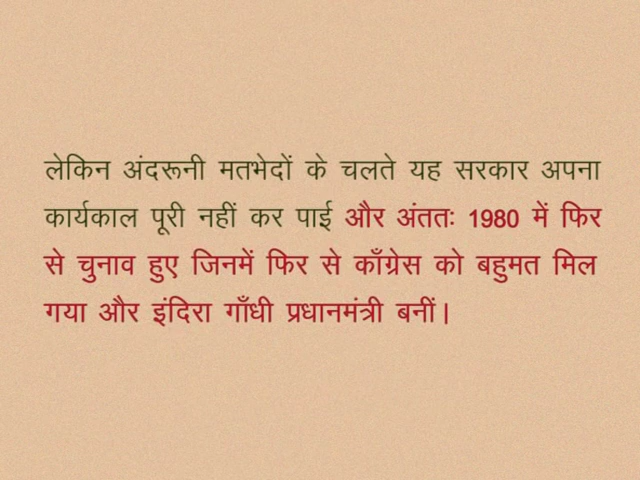 लेकिन अंदरूनी मतभेदों के चलते यह सरकार अपना
कार्यकाल पूरी नहीं कर पाई और अंततः 1980 में फिर
से चुनाव हुए जिनमें फिर से काँग्रेस को बहुमत मिल
गया और इंदिरा गाँधी प्रधानमंत्री बनीं।